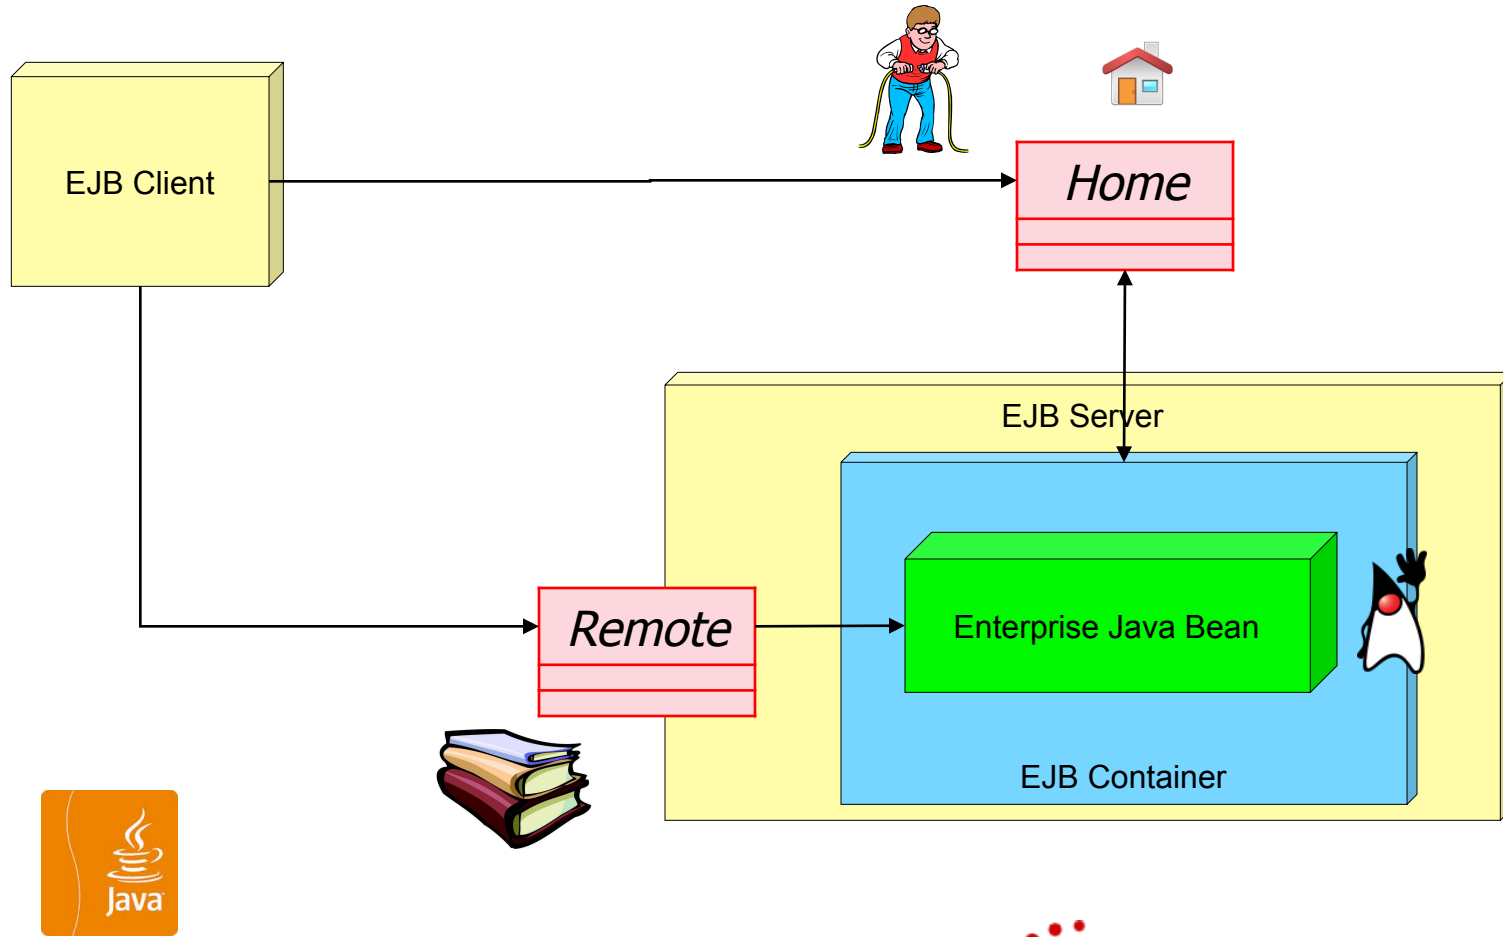 EJB Client
Home
EJB Server
Remote
Enterprise Java Bean
EJB Container
Java